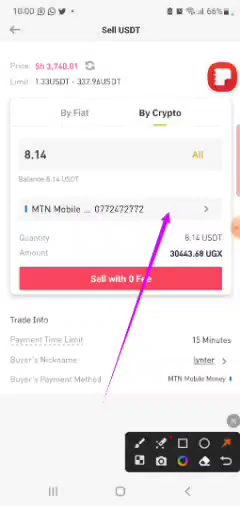 10:00
66%
Sell USDT
Price Sh 3,740.01
Limit 1.33USDT - 337.96USDT
By Fiat By Crypto
8.14 All
Balance 8.14 USDT
MTN Mobile ... 0772472772
Quantity 8.14 USDT
Amount 30443.68 UGX
Sell with 0 Fee
Trade Info
Payment Time Limit 15 Minutes
Buyer's Nickname
Buyer's Payment Method MTN Mobile Money